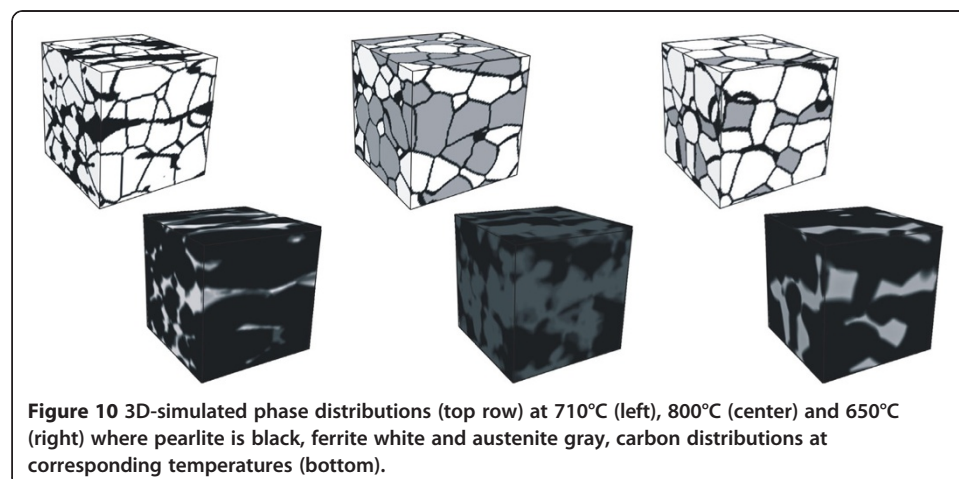 Figure 10 3D-simulated phase distributions (top row) at 710°C (left), 800°C (center) and 650°C
(right) where pearlite is black, ferrite white and austenite gray, carbon distributions at
corresponding temperatures (bottom).